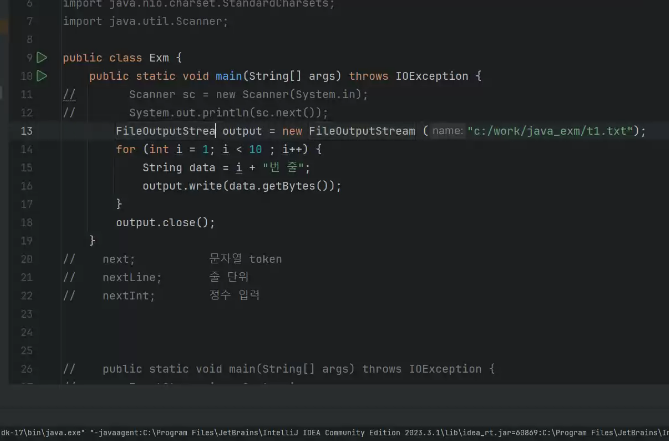 6 import java.nio.charset.StandardCharsets;
7 import java.util.Scanner;
8
9 public class Exm {
10 public static void main(String[] args) throws IOException {
11 // Scanner sc = new Scanner(System.in);
12 // System.out.println(sc.next());
13 FileOutputStrea output = new FileOutputStream ( name: "c:/work/java_exm/t1.txt");
14 for (int i = 1; i < 10 ; i++) {
15 String data = i + "번 줄";
16 output.write(data.getBytes());
17 }
18 output.close();
19 }
20 // next; 문자열 token
21 // nextLine; 줄 단위
22 // nextInt; 정수 입력
23
24
25
26 // public static void main(String[] args) throws IOException {
dk-17\bin\java.exe" "-javaagent:C:\Program Files\JetBrains\IntelliJ IDEA Community Edition 2023.3.1\lib\idea_rt.jar=60869:C:\Program Files\JetBrains\In